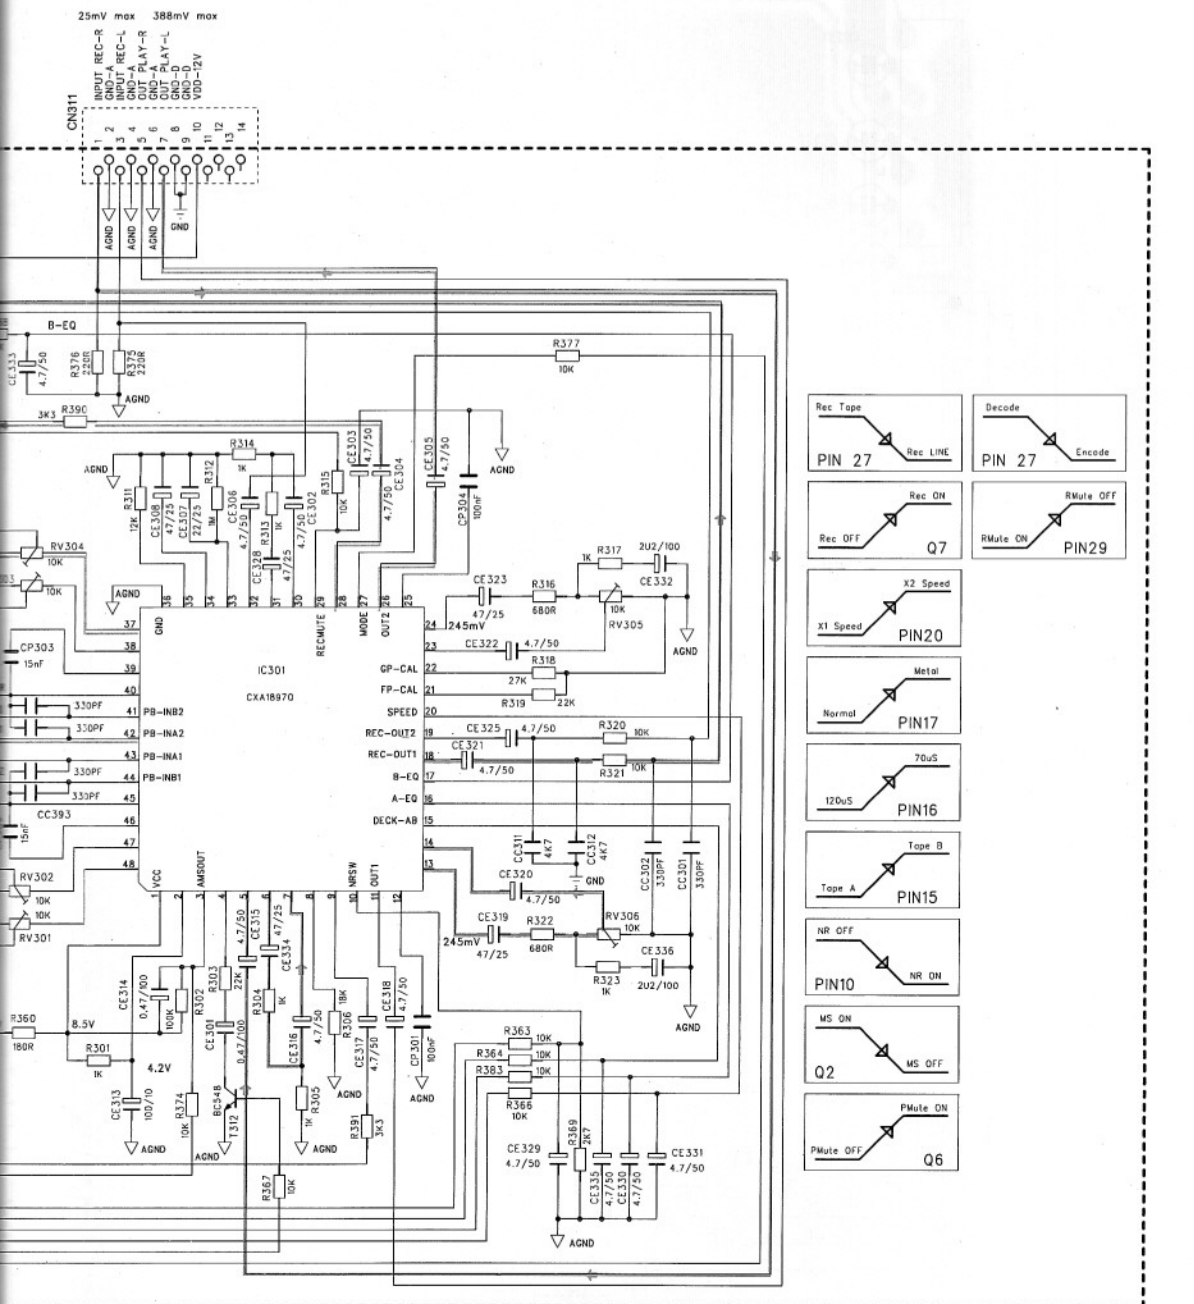 25mV max 388mV max
INPUT REC-R
GND-A
INPUT REC-L
GND-A
OUT PLAY-R
GND-A
OUT PLAY-L
GND-D
GND-D
VDD-12V
CN311
1 2 3 4 5 6 7 8 9 10 11 12 13 14
AGND AGND AGND GND
B-EQ
CE333 4.7/50
R376 220R
R375 220R
AGND
R377
10K
3K3 R390
R314
1K
AGND
R311 12K
CE308 47/25
CE307 22/25
R312 1M
CE306 4.7/50
R313 1K
CE328 47/25
CE302 4.7/50
R315 10K
CE303 4.7/50
CE304 4.7/50
CE305 4.7/50
CP304 100nF
AGND
RV304
10K
10K
AGND
36 35 34 33 32 31 30 29 28 27 26 25
GND RECMUTE MODE OUT2
IC301
CXA1897Q
37
38
39
40
41 PB-INB2
42 PB-INA2
43 PB-INA1
44 PB-INB1
45
46
47
48
CP303
15nF
330PF
330PF
330PF
330PF
CC393
15nF
RV302
10K
10K
RV301
24 245mV
23
GP-CAL 22
FP-CAL 21
SPEED 20
REC-OUT2 19
REC-OUT1 18
B-EQ 17
A-EQ 16
DECK-AB 15
14
13
CE323
47/25
R316
680R
1K R317
2U2/100
CE332
10K
RV305
CE322 4.7/50
R318
27K
R319 22K
AGND
CE325 4.7/50
R320
10K
CE321
4.7/50
R321 10K
CC311 4K7
CC312 4K7
GND
CC302 330PF
CC301 330PF
CE320
4.7/50
245mV
CE319
47/25
R322
680R
RV306
10K
R323
1K
CE336
2U2/100
AGND
VCC AMSOUT NRSW OUT1
1 2 3 4 5 6 7 8 9 10 11 12
CE314 0,47/100
100K R302
R303 22K
CE301 0,47/100
4.7/50 CE315
47/25 CE334
R304 1K
CE316 4.7/50
18K R306
CE317 4.7/50
CE318 4.7/50
CP301 100nF
AGND
AGND
R360
180R
8.5V
R301
1K
4.2V
CE313 100/10
AGND
R374 10K
BC548 T312
AGND
R305 1K
AGND
R391 3K3
R367 10K
R363 10K
R364 10K
R383 10K
R366
10K
CE329
4.7/50
R369 2K7
CE335 4.7/50
CE330 4.7/50
CE331
4.7/50
AGND
Rec Tape
Rec LINE
PIN 27
Decode
Encode
PIN 27
Rec ON
Rec OFF
Q7
RMute OFF
RMute ON
PIN29
X2 Speed
X1 Speed
PIN20
Metal
Normal
PIN17
70uS
120uS
PIN16
Tape B
Tape A
PIN15
NR OFF
NR ON
PIN10
MS ON
MS OFF
Q2
PMute ON
PMute OFF
Q6